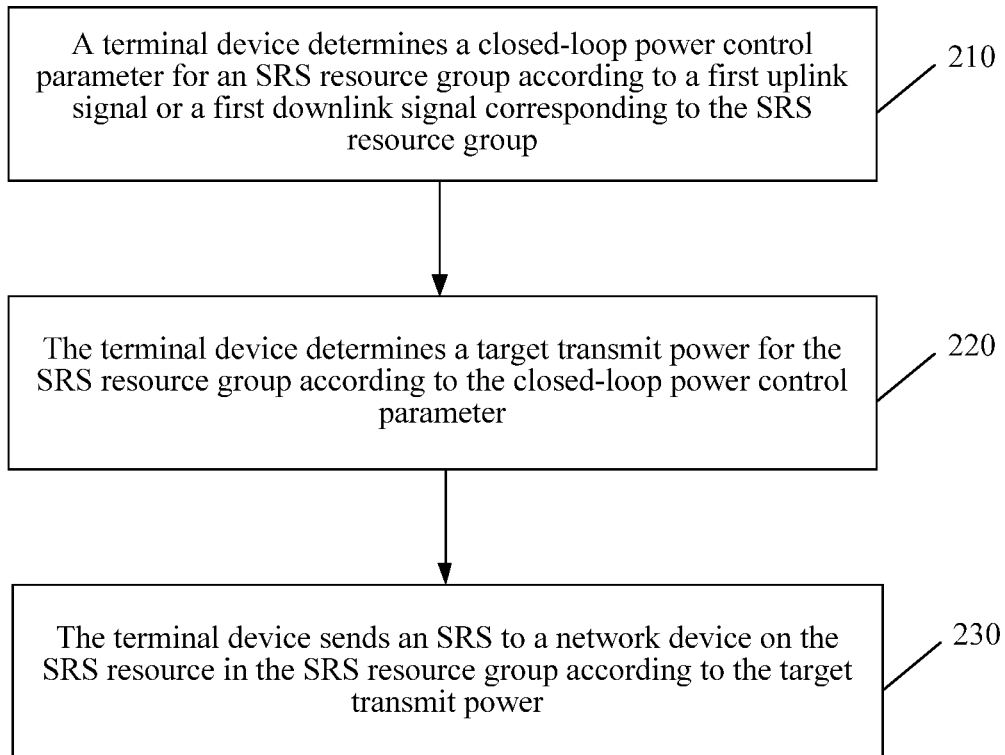 A terminal device determines a closed-loop power control
parameter for an SRS resource group according to a first uplink
signal or a first downlink signal corresponding to the SRS
resource group
210
The terminal device determines a target transmit power for the
SRS resource group according to the closed-loop power control
parameter
220
The terminal device sends an SRS to a network device on the
SRS resource in the SRS resource group according to the target
transmit power
230